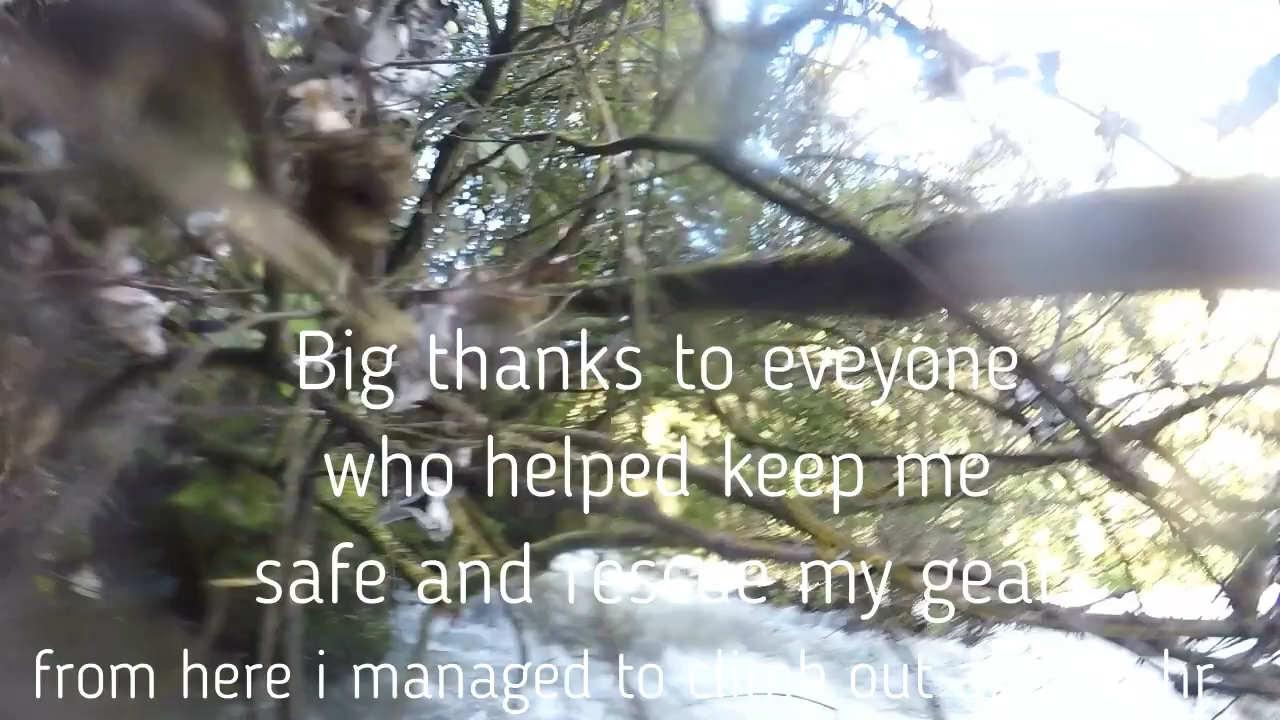 Big thanks to eveyone
who helped keep me
safe and rescue my gear
from here i managed to climb out